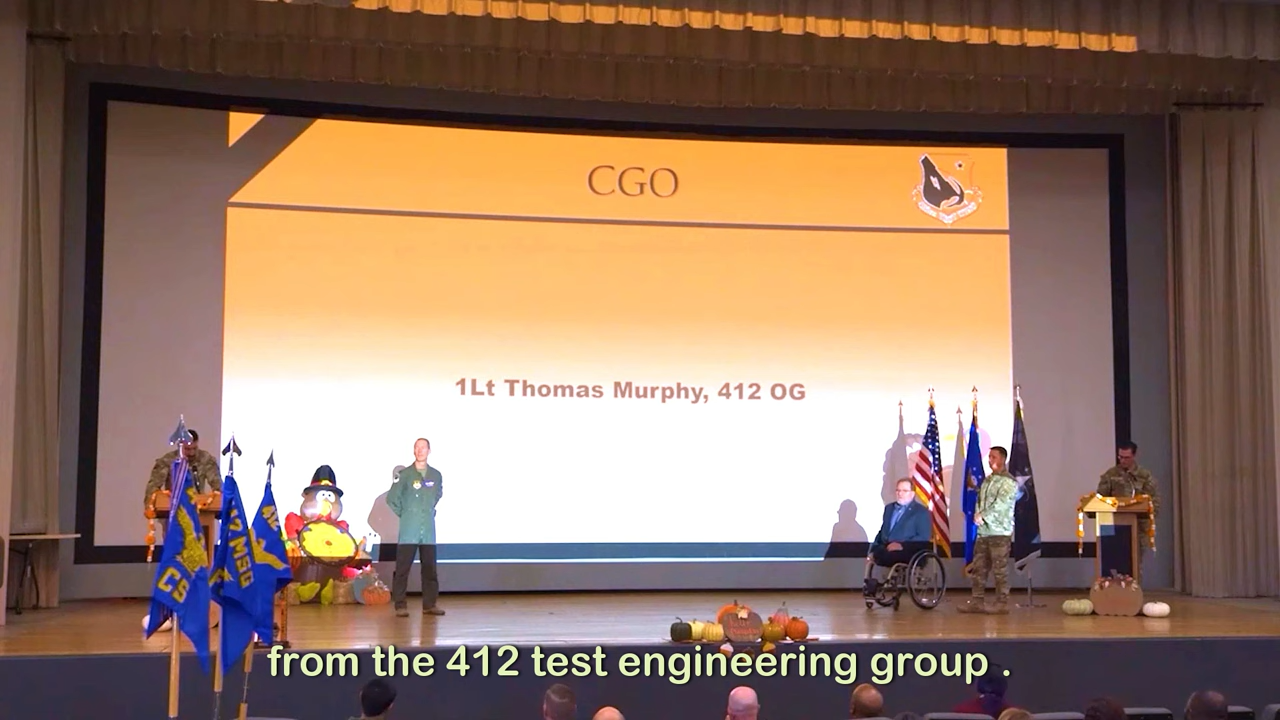 CGO
1Lt Thomas Murphy, 412 OG
CS
MSG
from the 412 test engineering group .